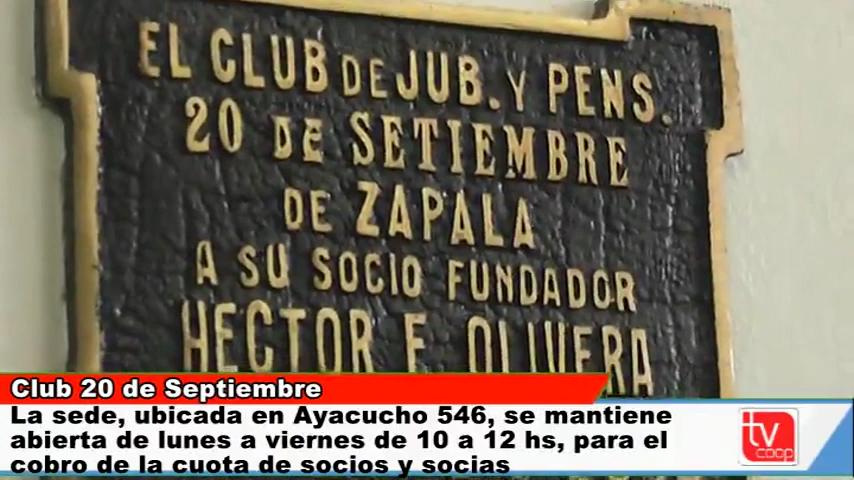 EL CLUB DE JUB. Y PENS.
20 DE SETIEMBRE
DE ZAPALA
A SU SOCIO FUNDADOR
HECTOR E. OLIVERA
Club 20 de Septiembre
La sede, ubicada en Ayacucho 546, se mantiene
abierta de lunes a viernes de 10 a 12 hs, para el
cobro de la cuota de socios y socias
tv
coop